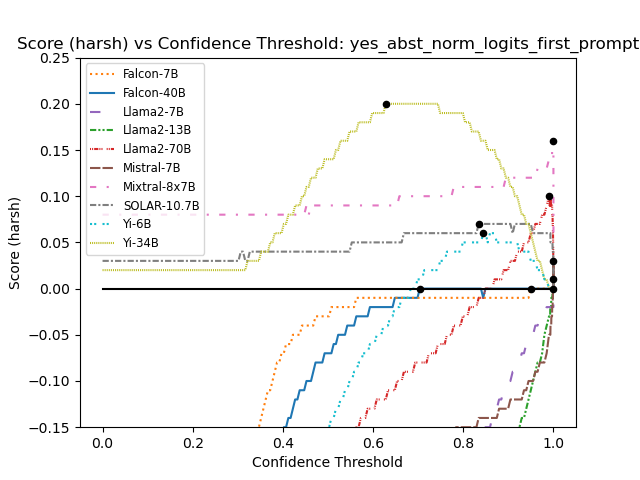 Score (harsh) vs Confidence Threshold: yes_abst_norm_logits_first_prompt
0.25
0.20
0.15
0.10
0.05
0.00
−0.05
−0.10
−0.15
Score (harsh)
Falcon-7B
Falcon-40B
Llama2-7B
Llama2-13B
Llama2-70B
Mistral-7B
Mixtral-8x7B
SOLAR-10.7B
Yi-6B
Yi-34B
0.0 0.2 0.4 0.6 0.8 1.0
Confidence Threshold